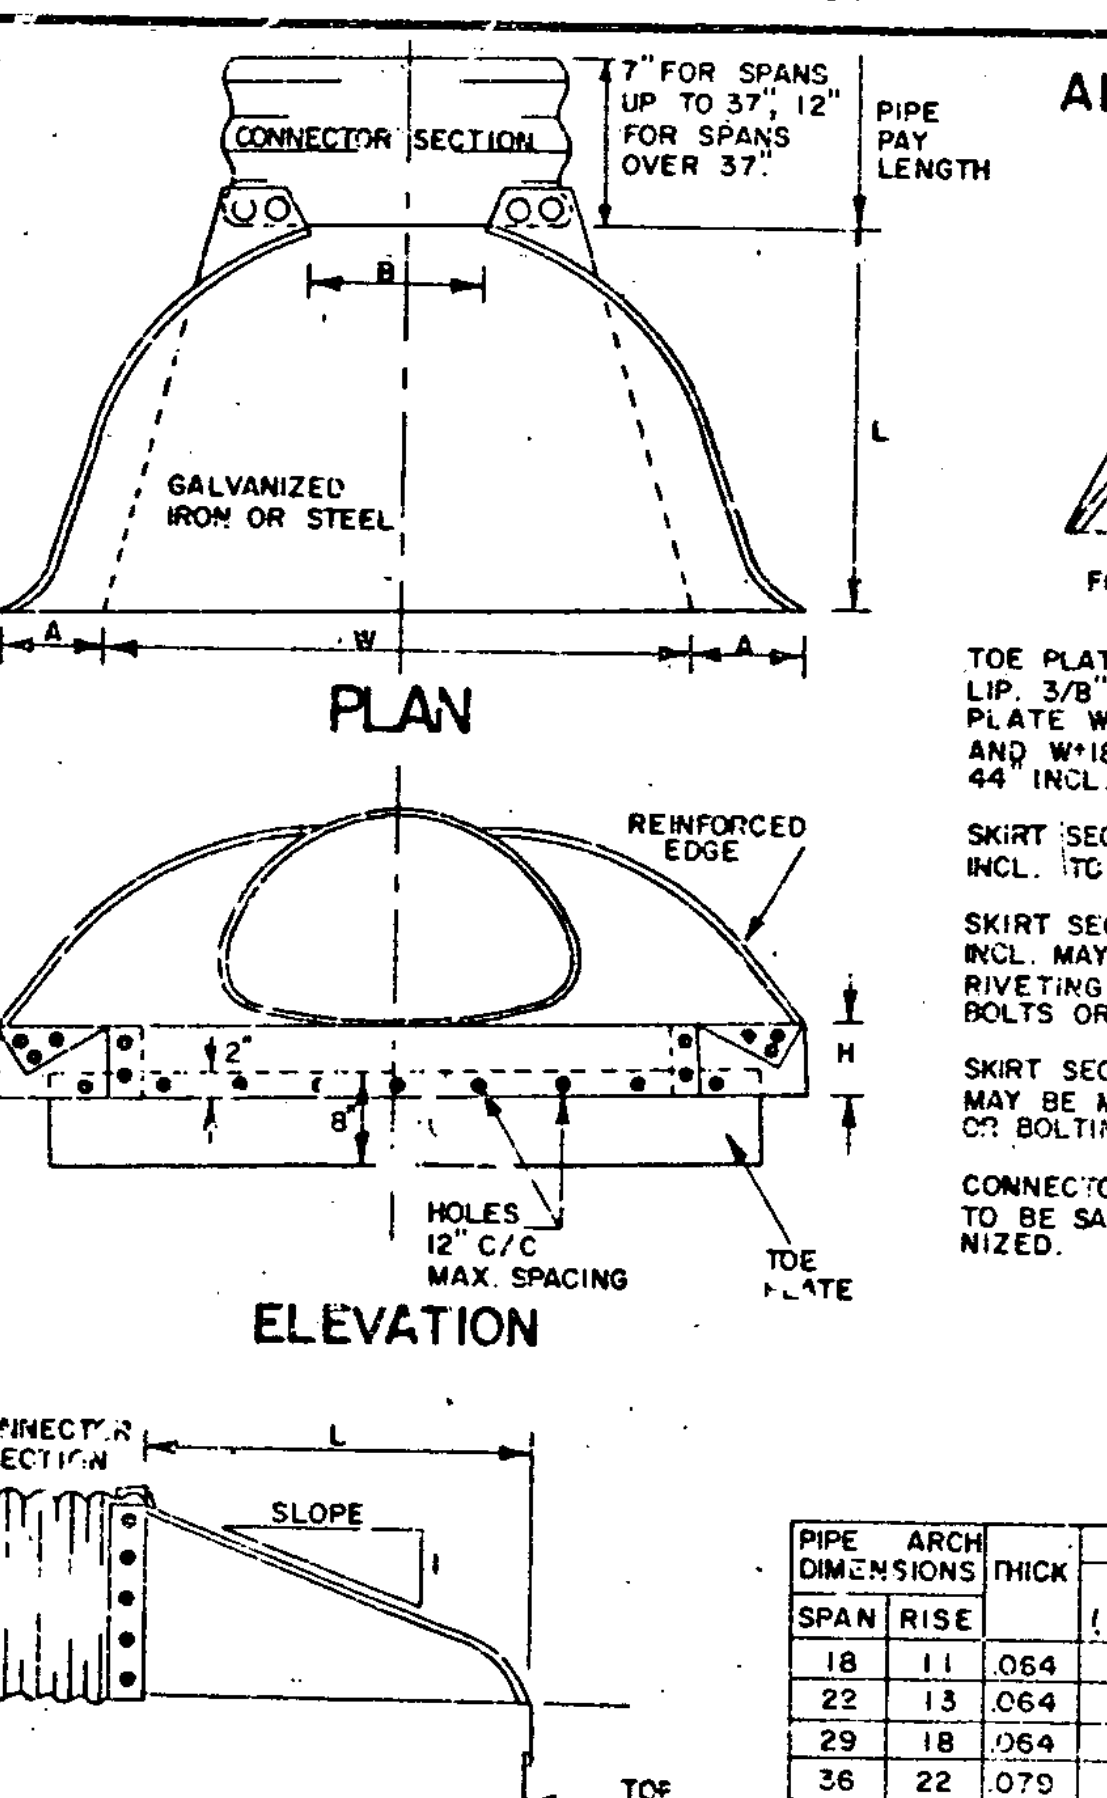 7" FOR SPANS
UP TO 37", 12"
FOR SPANS
OVER 37".
PIPE
PAY
LENGTH
CONNECTOR SECTION
B
L
GALVANIZED
IRON OR STEEL
A
W
A
PLAN
REINFORCED
EDGE
2"
8"
H
HOLES
12" C/C
MAX. SPACING
TOE
PLATE
ELEVATION
TOE PLAT
LIP. 3/8"
PLATE W
AND W+18
44" INCL.
SKIRT SEC
INCL. TO
SKIRT SEC
INCL. MAY
RIVETING
BOLTS OR
SKIRT SEC
MAY BE M
OR BOLTIN
CONNECTO
TO BE SA
NIZED.
NNECTOR
ECTION
L
SLOPE
1
TOE
PIPE ARCH
DIMENSIONS THICK
SPAN RISE
18 11 .064
22 13 .064
29 18 .064
36 22 .079